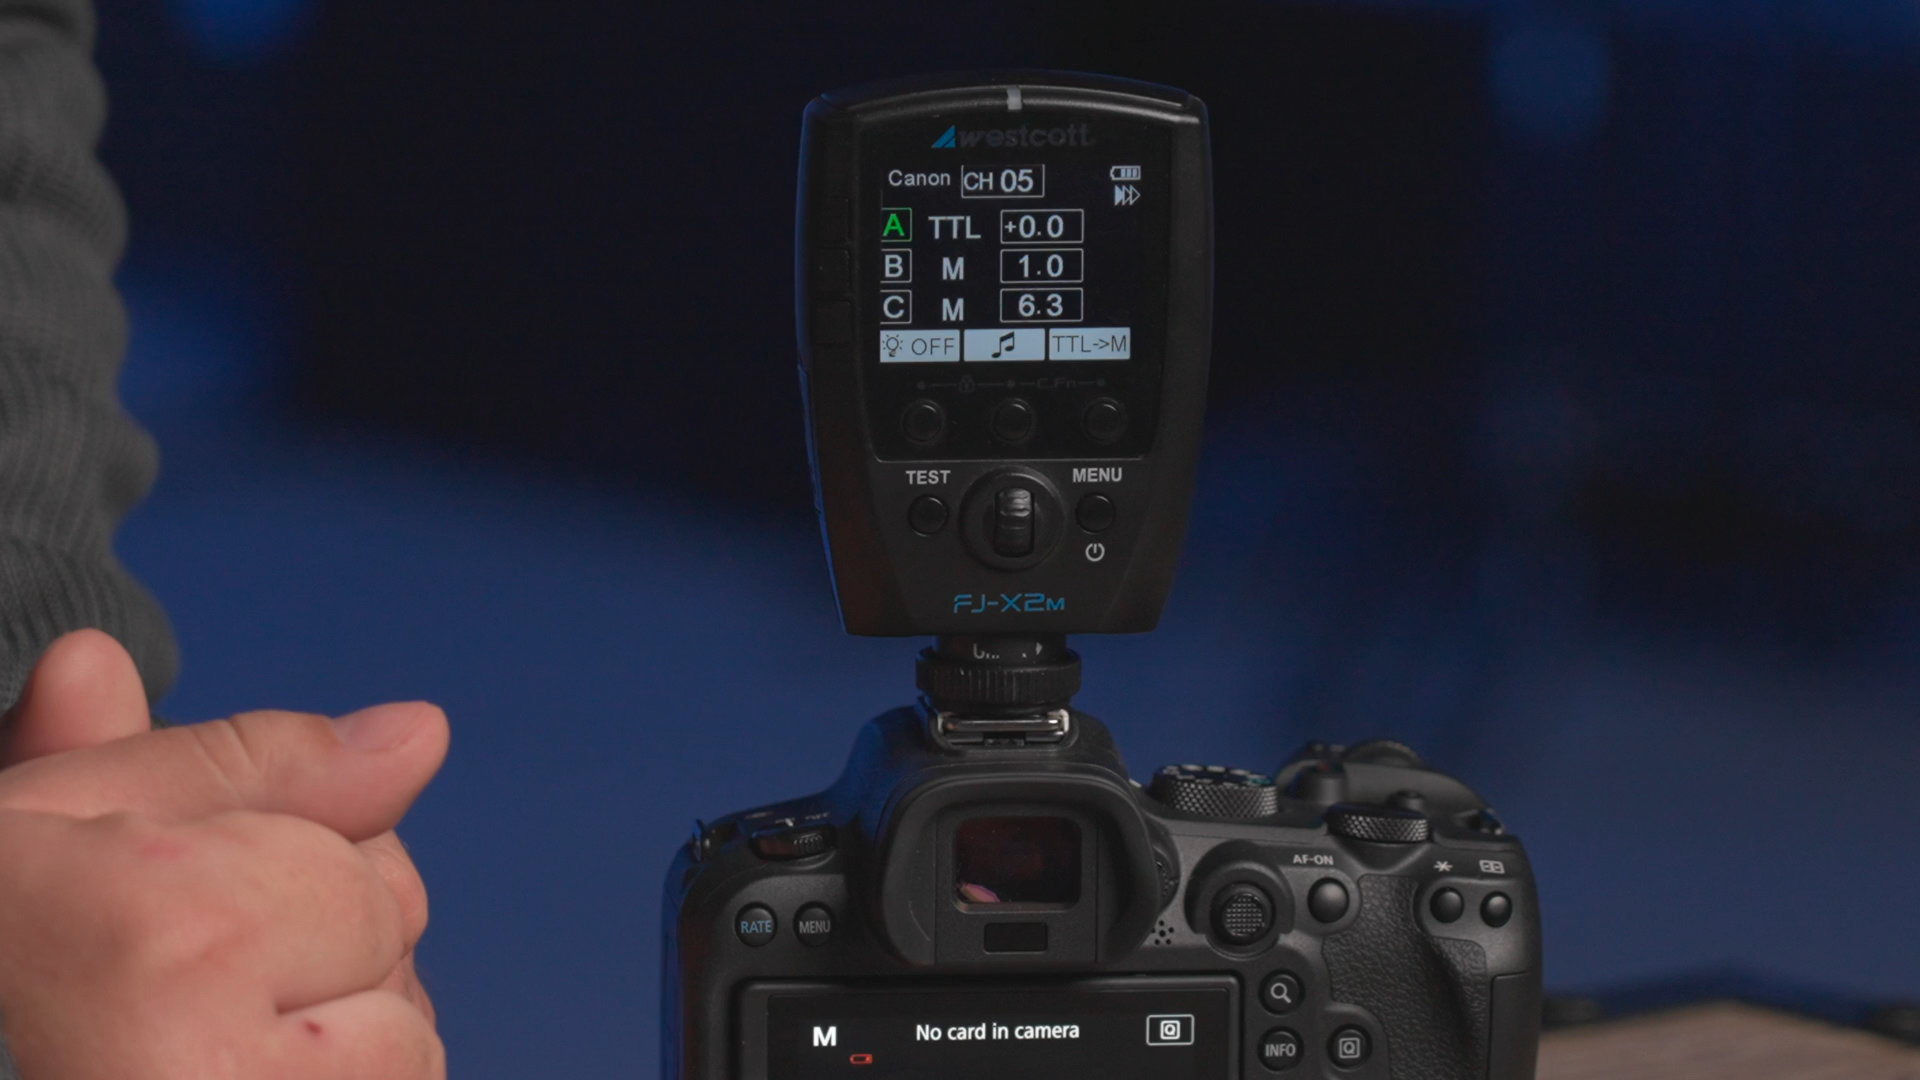 westcott
Canon CH 05
A TTL +0.0
B M 1.0
C M 6.3
OFF TTL->M
C.Fn
TEST MENU
FJ-X2M
AF-ON
RATE MENU
M No card in camera Q
INFO Q